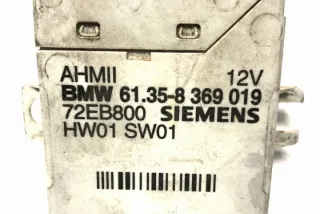 AHMII 12V
BMW 61.35-8 369 019
72EB800 SIEMENS
HW01 SW01